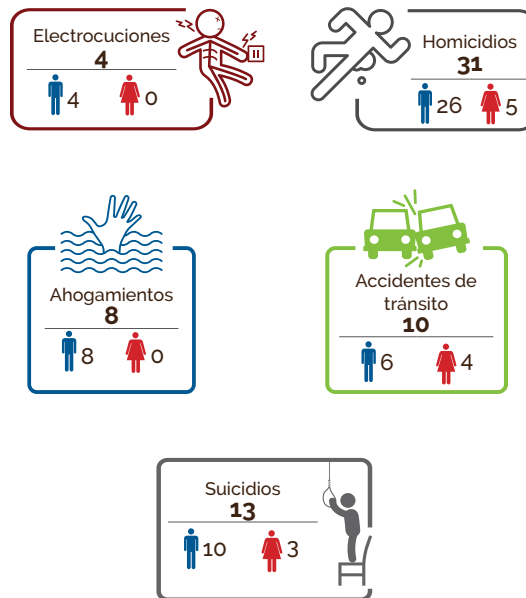 Electrocuciones
4
4 0
Homicidios
31
26 5
Ahogamientos
8
8 0
Accidentes de
tránsito
10
6 4
Suicidios
13
10 3